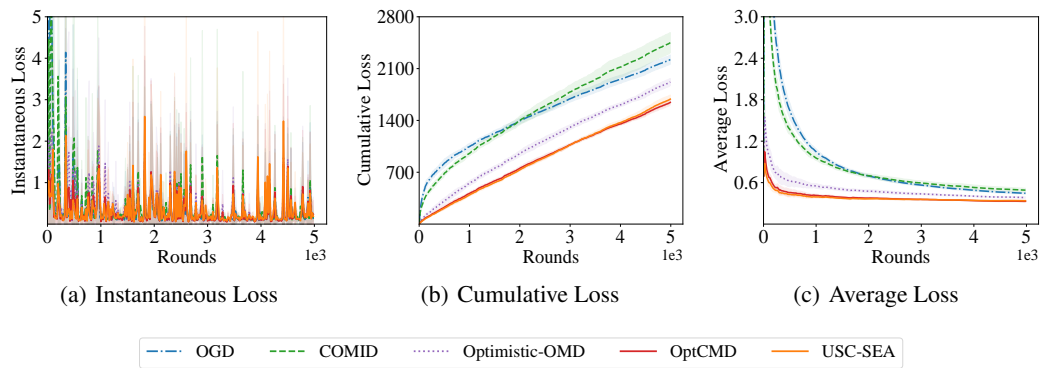 5
4
3
2
1
0
1
2
3
4
5
1e3
Instantaneous Loss
Rounds
(a) Instantaneous Loss
2800
2100
1400
700
0
1
2
3
4
5
1e3
Cumulative Loss
Rounds
(b) Cumulative Loss
3.0
2.4
1.8
1.2
0.6
0
1
2
3
4
5
1e3
Average Loss
Rounds
(c) Average Loss
OGD COMID Optimistic-OMD OptCMD USC-SEA